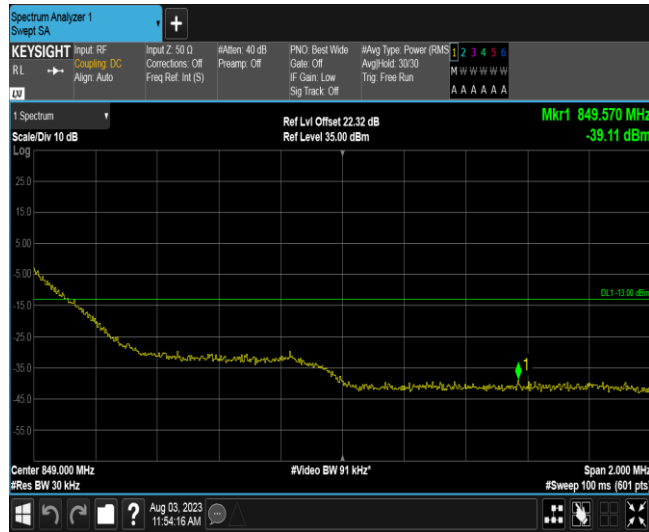 Spectrum Analyzer 1
Swept SA
+
KEYSIGHT
RL
LXI
Input: RF
Coupling: DC
Align: Auto
Input Z: 50 Ω
Corrections: Off
Freq Ref: Int (S)
#Atten: 40 dB
Preamp: Off
PNO: Best Wide
Gate: Off
IF Gain: Low
Sig Track: Off
#Avg Type: Power (RMS
Avg|Hold: 30/30
Trig: Free Run
1 2 3 4 5 6
M W W W W W
A A A A A A
1 Spectrum
Scale/Div 10 dB
Log
Ref Lvl Offset 22.32 dB
Ref Level 35.00 dBm
Mkr1 849.570 MHz
-39.11 dBm
25.0
15.0
5.00
-5.00
DL1 -13.00 dBm
-15.0
-25.0
-35.0
1
-45.0
-55.0
Center 849.000 MHz
#Res BW 30 kHz
#Video BW 91 kHz*
Span 2.000 MHz
#Sweep 100 ms (601 pts)
?
Aug 03, 2023
11:54:16 AM